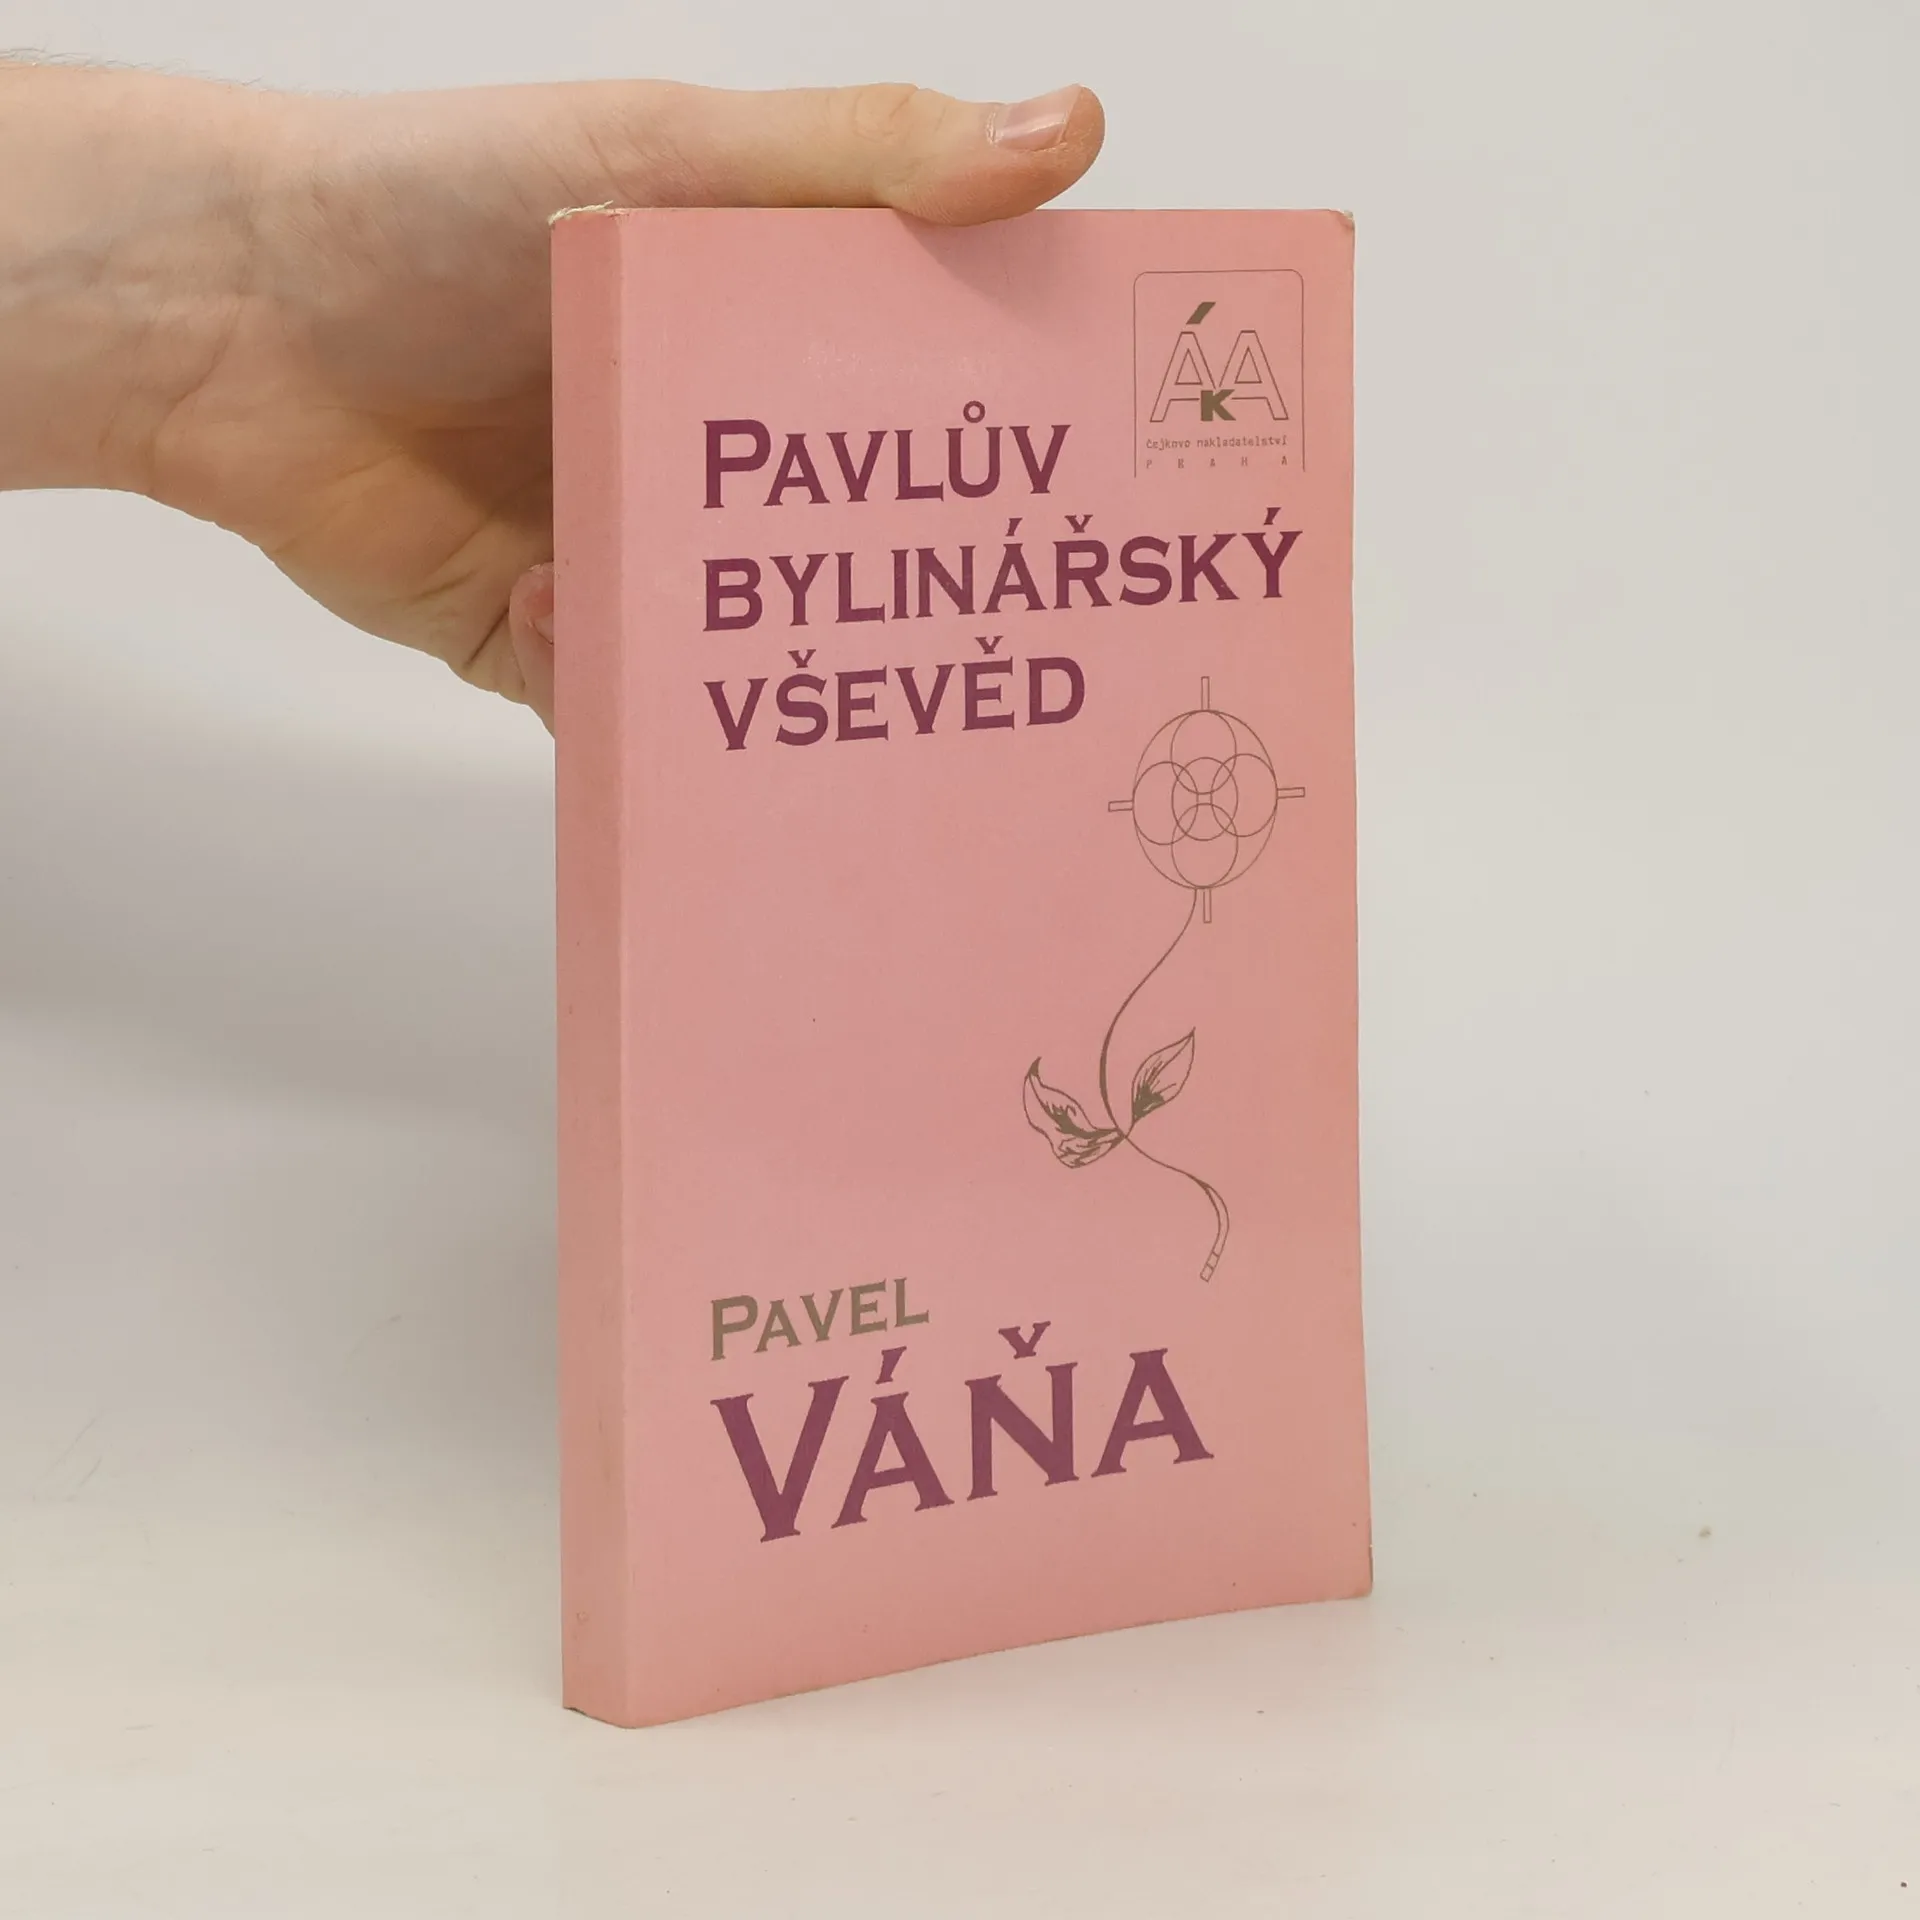 ÁKA
Čejkovo nakladatelství
PRAHA
PAVLŮV
BYLINÁŘSKÝ
VŠEVĚD
PAVEL
VÁŇA